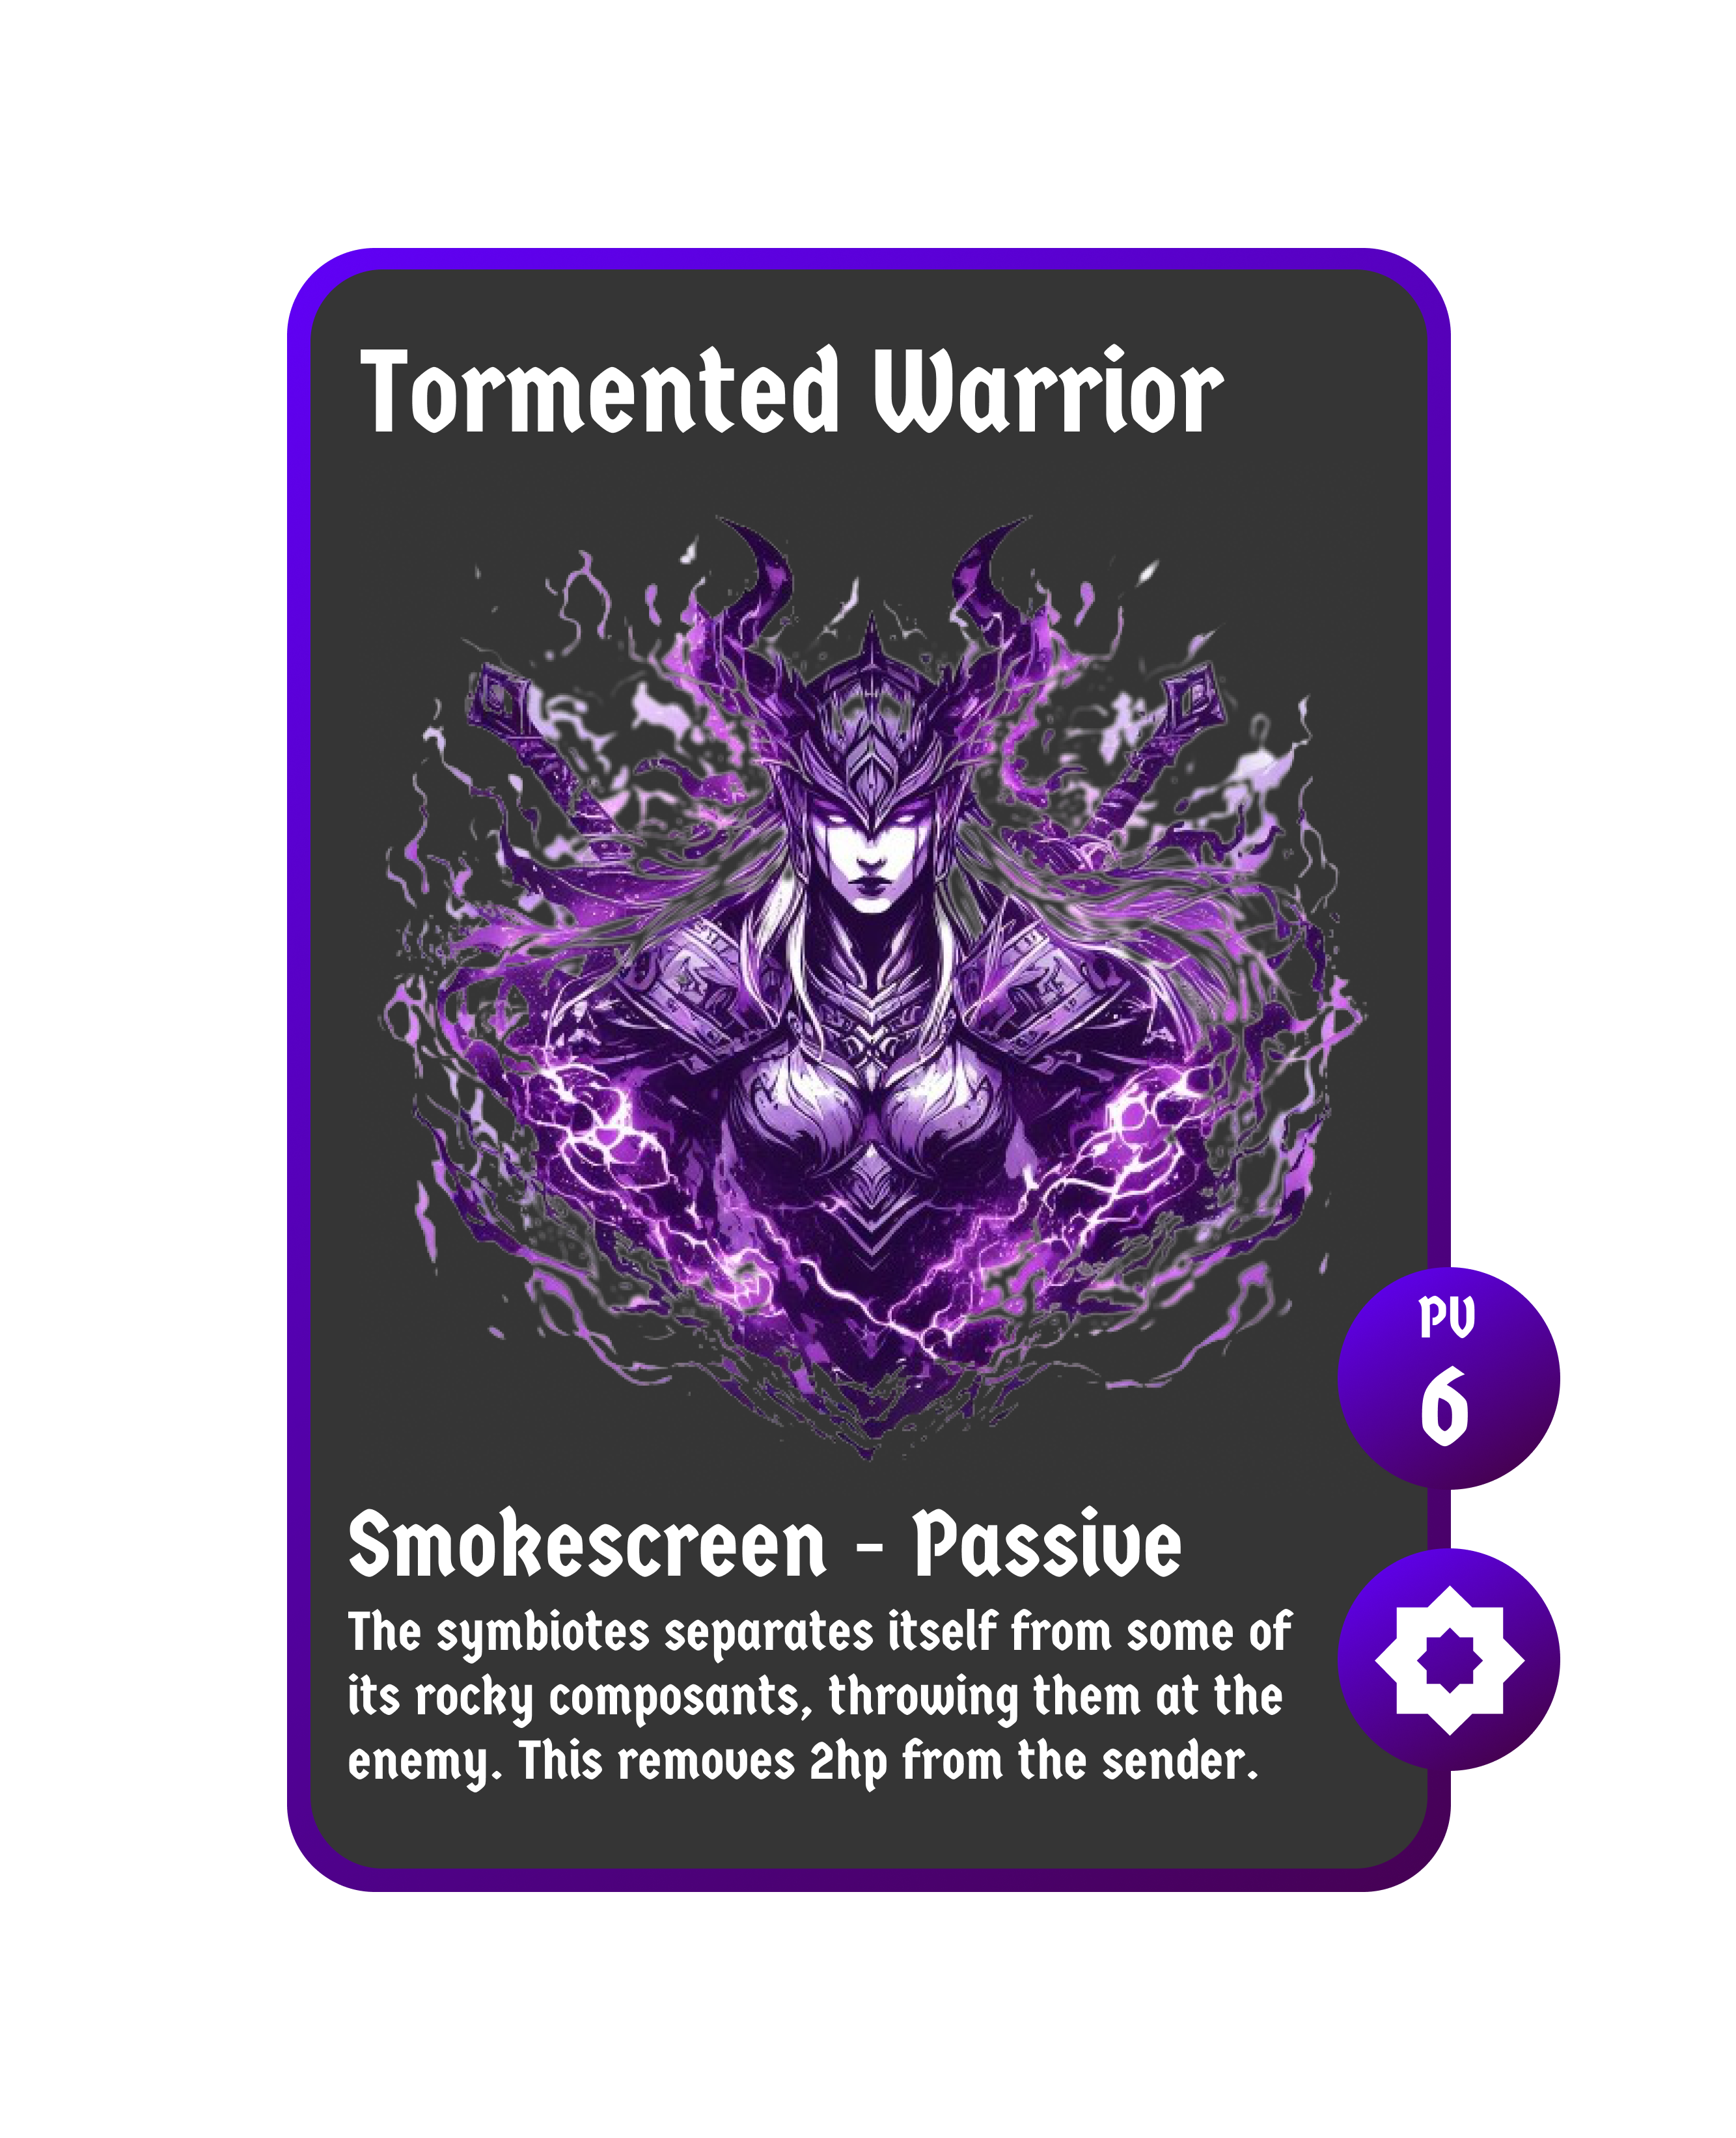 Tormented Warrior
PV
6
Smokescreen - Passive
The symbiotes separates itself from some of
its rocky composants, throwing them at the
enemy. This removes 2hp from the sender.